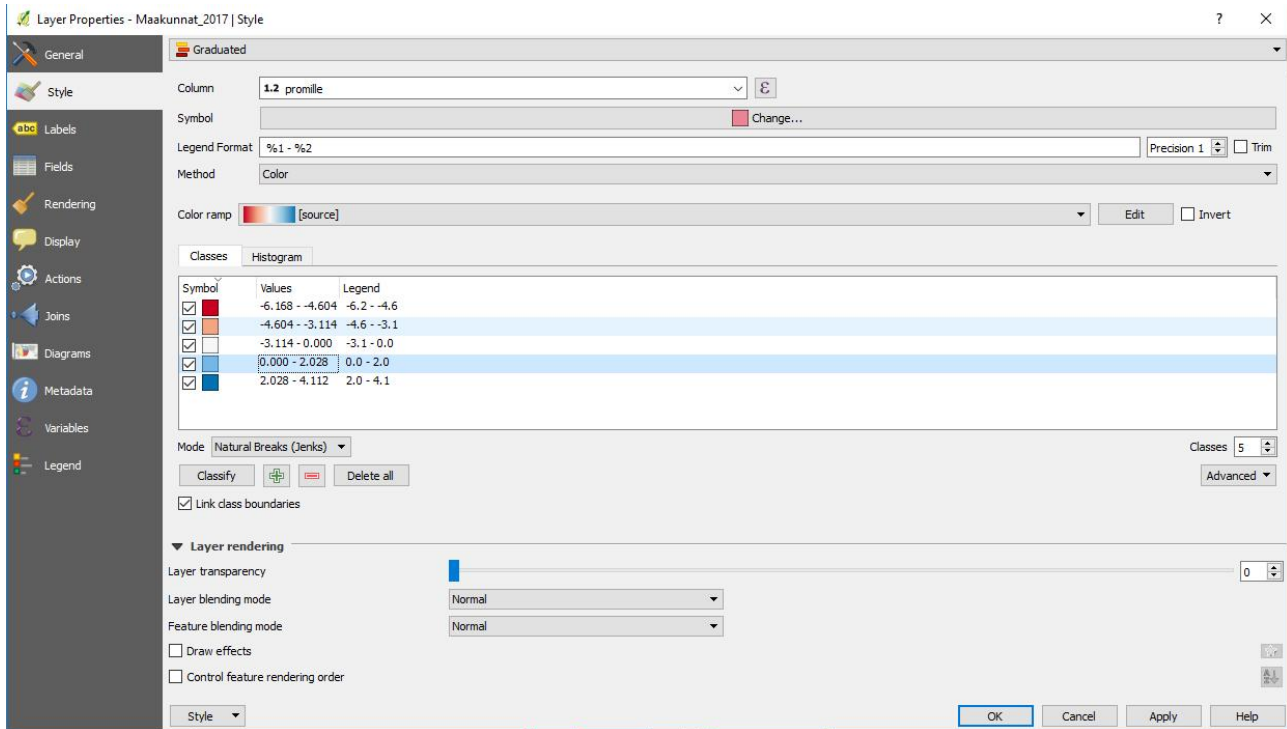 Layer Properties - Maakunnat_2017 | Style
? X
General
Style
abc Labels
Fields
Rendering
Display
Actions
Joins
Diagrams
Metadata
Variables
Legend
Graduated
Column 1.2 promille ε
Symbol Change...
Legend Format %1 - %2 Precision 1 Trim
Method Color
Color ramp [source] Edit Invert
Classes Histogram
Symbol Values Legend
-6.168 - -4.604 -6.2 - -4.6
-4.604 - -3.114 -4.6 - -3.1
-3.114 - 0.000 -3.1 - 0.0
0.000 - 2.028 0.0 - 2.0
2.028 - 4.112 2.0 - 4.1
Mode Natural Breaks (Jenks) Classes 5
Classify Delete all Advanced
Link class boundaries
Layer rendering
Layer transparency 0
Layer blending mode Normal
Feature blending mode Normal
Draw effects
Control feature rendering order
Style OK Cancel Apply Help